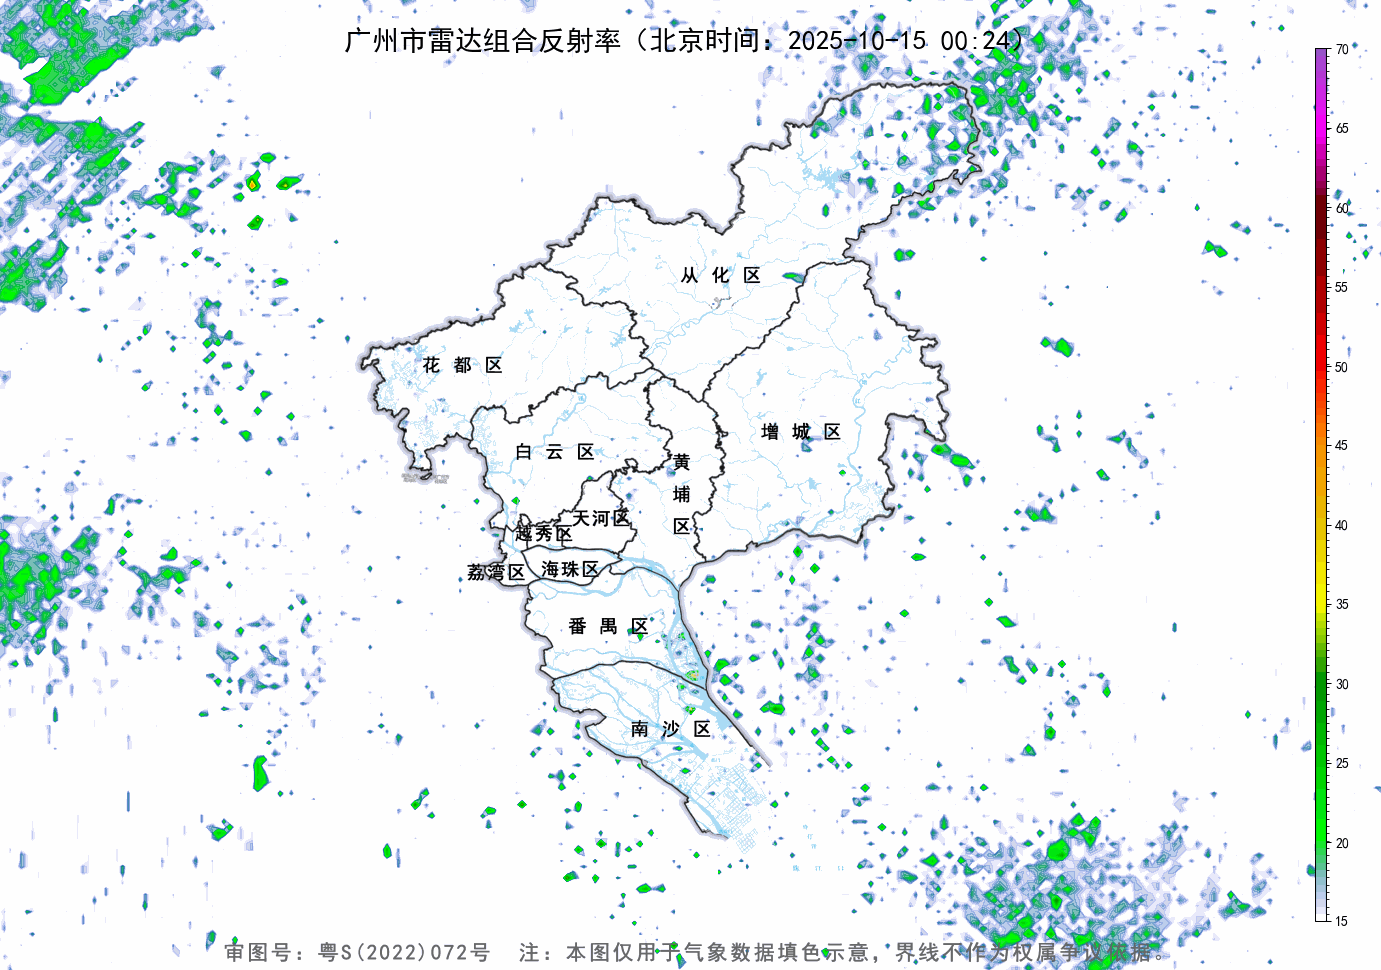 广州市雷达组合反射率（北京时间：2025-10-15 00:24）
70
65
60
55
50
45
40
35
30
25
20
15
从化区
花都区
增城区
白云区
黄埔区
天河区
越秀区
荔湾区
海珠区
番禺区
南沙区
审图号：粤S(2022)072号 注：本图仅用于气象数据填色示意，界线不作为权属争议依据。